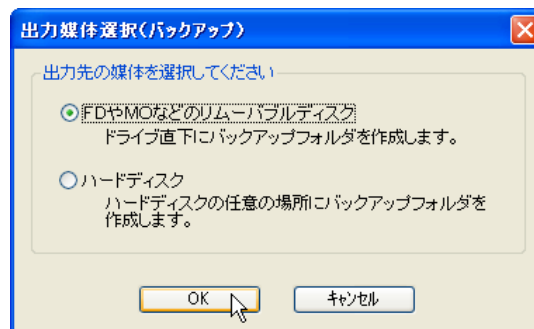 出力媒体選択(バックアップ)
出力先の媒体を選択してください
FDやMOなどのリムーバブルディスク
ドライブ直下にバックアップフォルダを作成します。
ハードディスク
ハードディスクの任意の場所にバックアップフォルダを
作成します。
OK
キャンセル